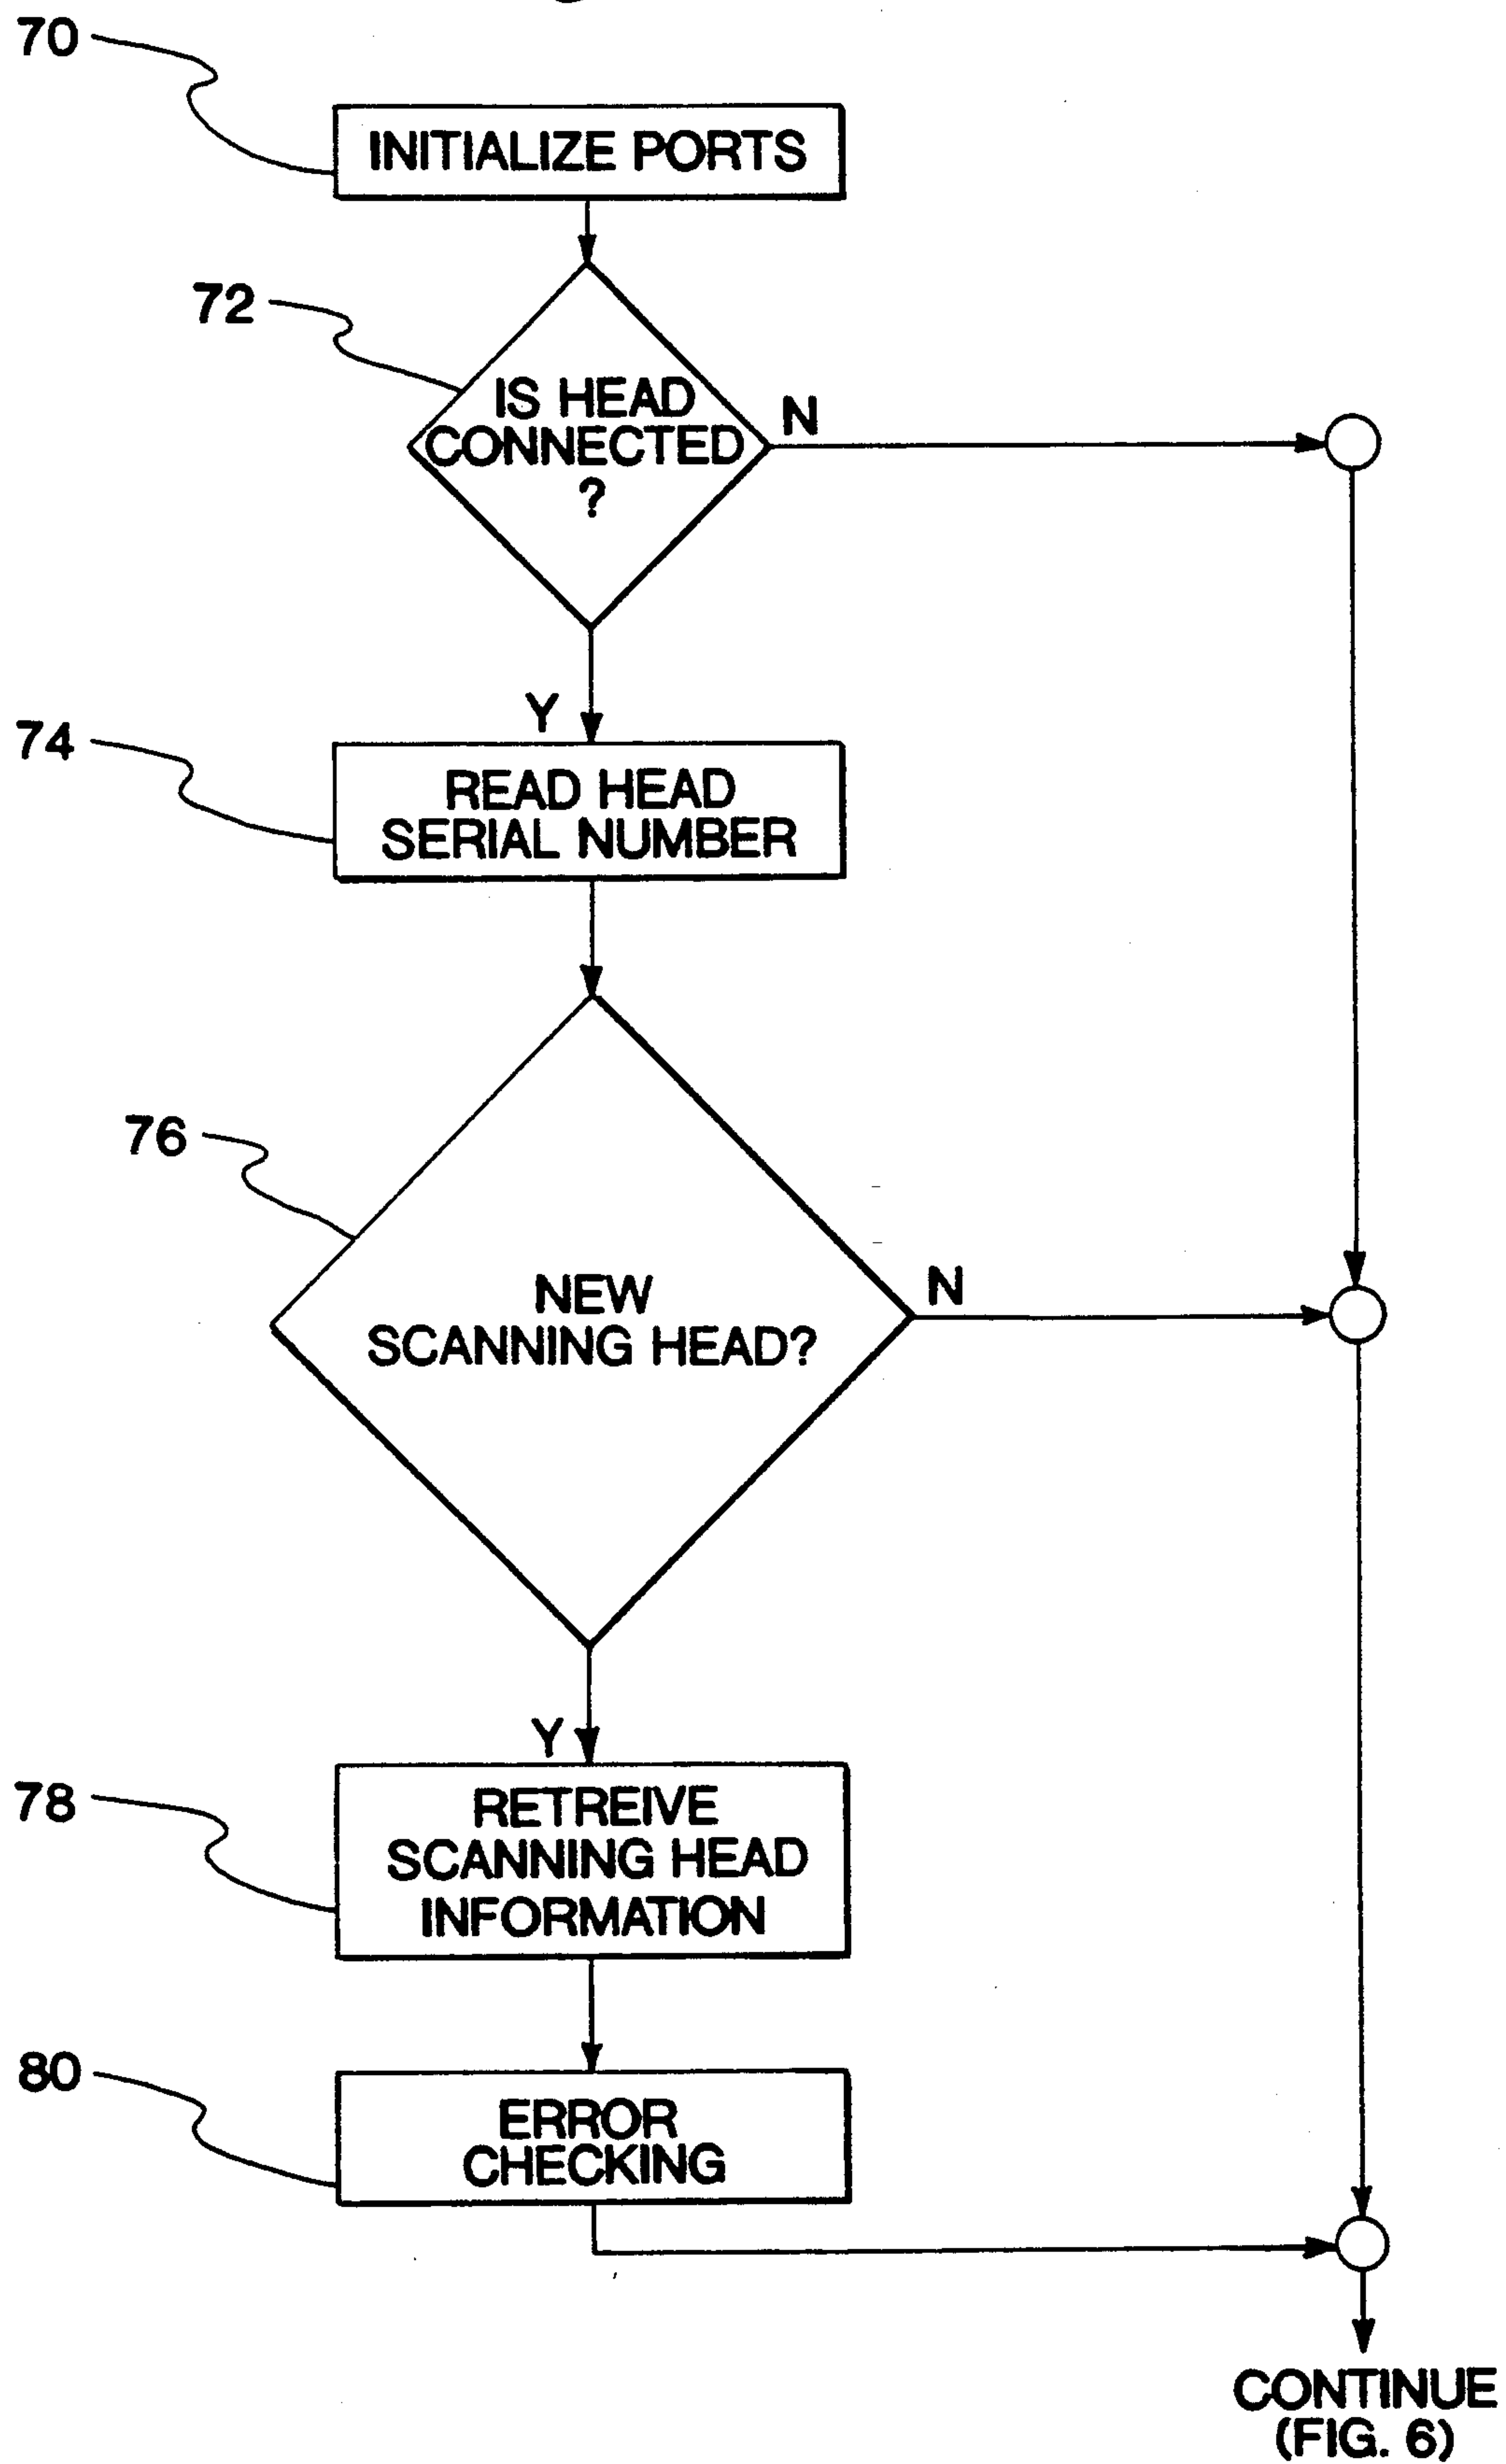 70
INITIALIZE PORTS
72
IS HEAD
CONNECTED
?
N
Y
74
READ HEAD
SERIAL NUMBER
76
NEW
SCANNING HEAD?
N
Y
78
RETREIVE
SCANNING HEAD
INFORMATION
80
ERROR
CHECKING
CONTINUE
(FIG. 6)